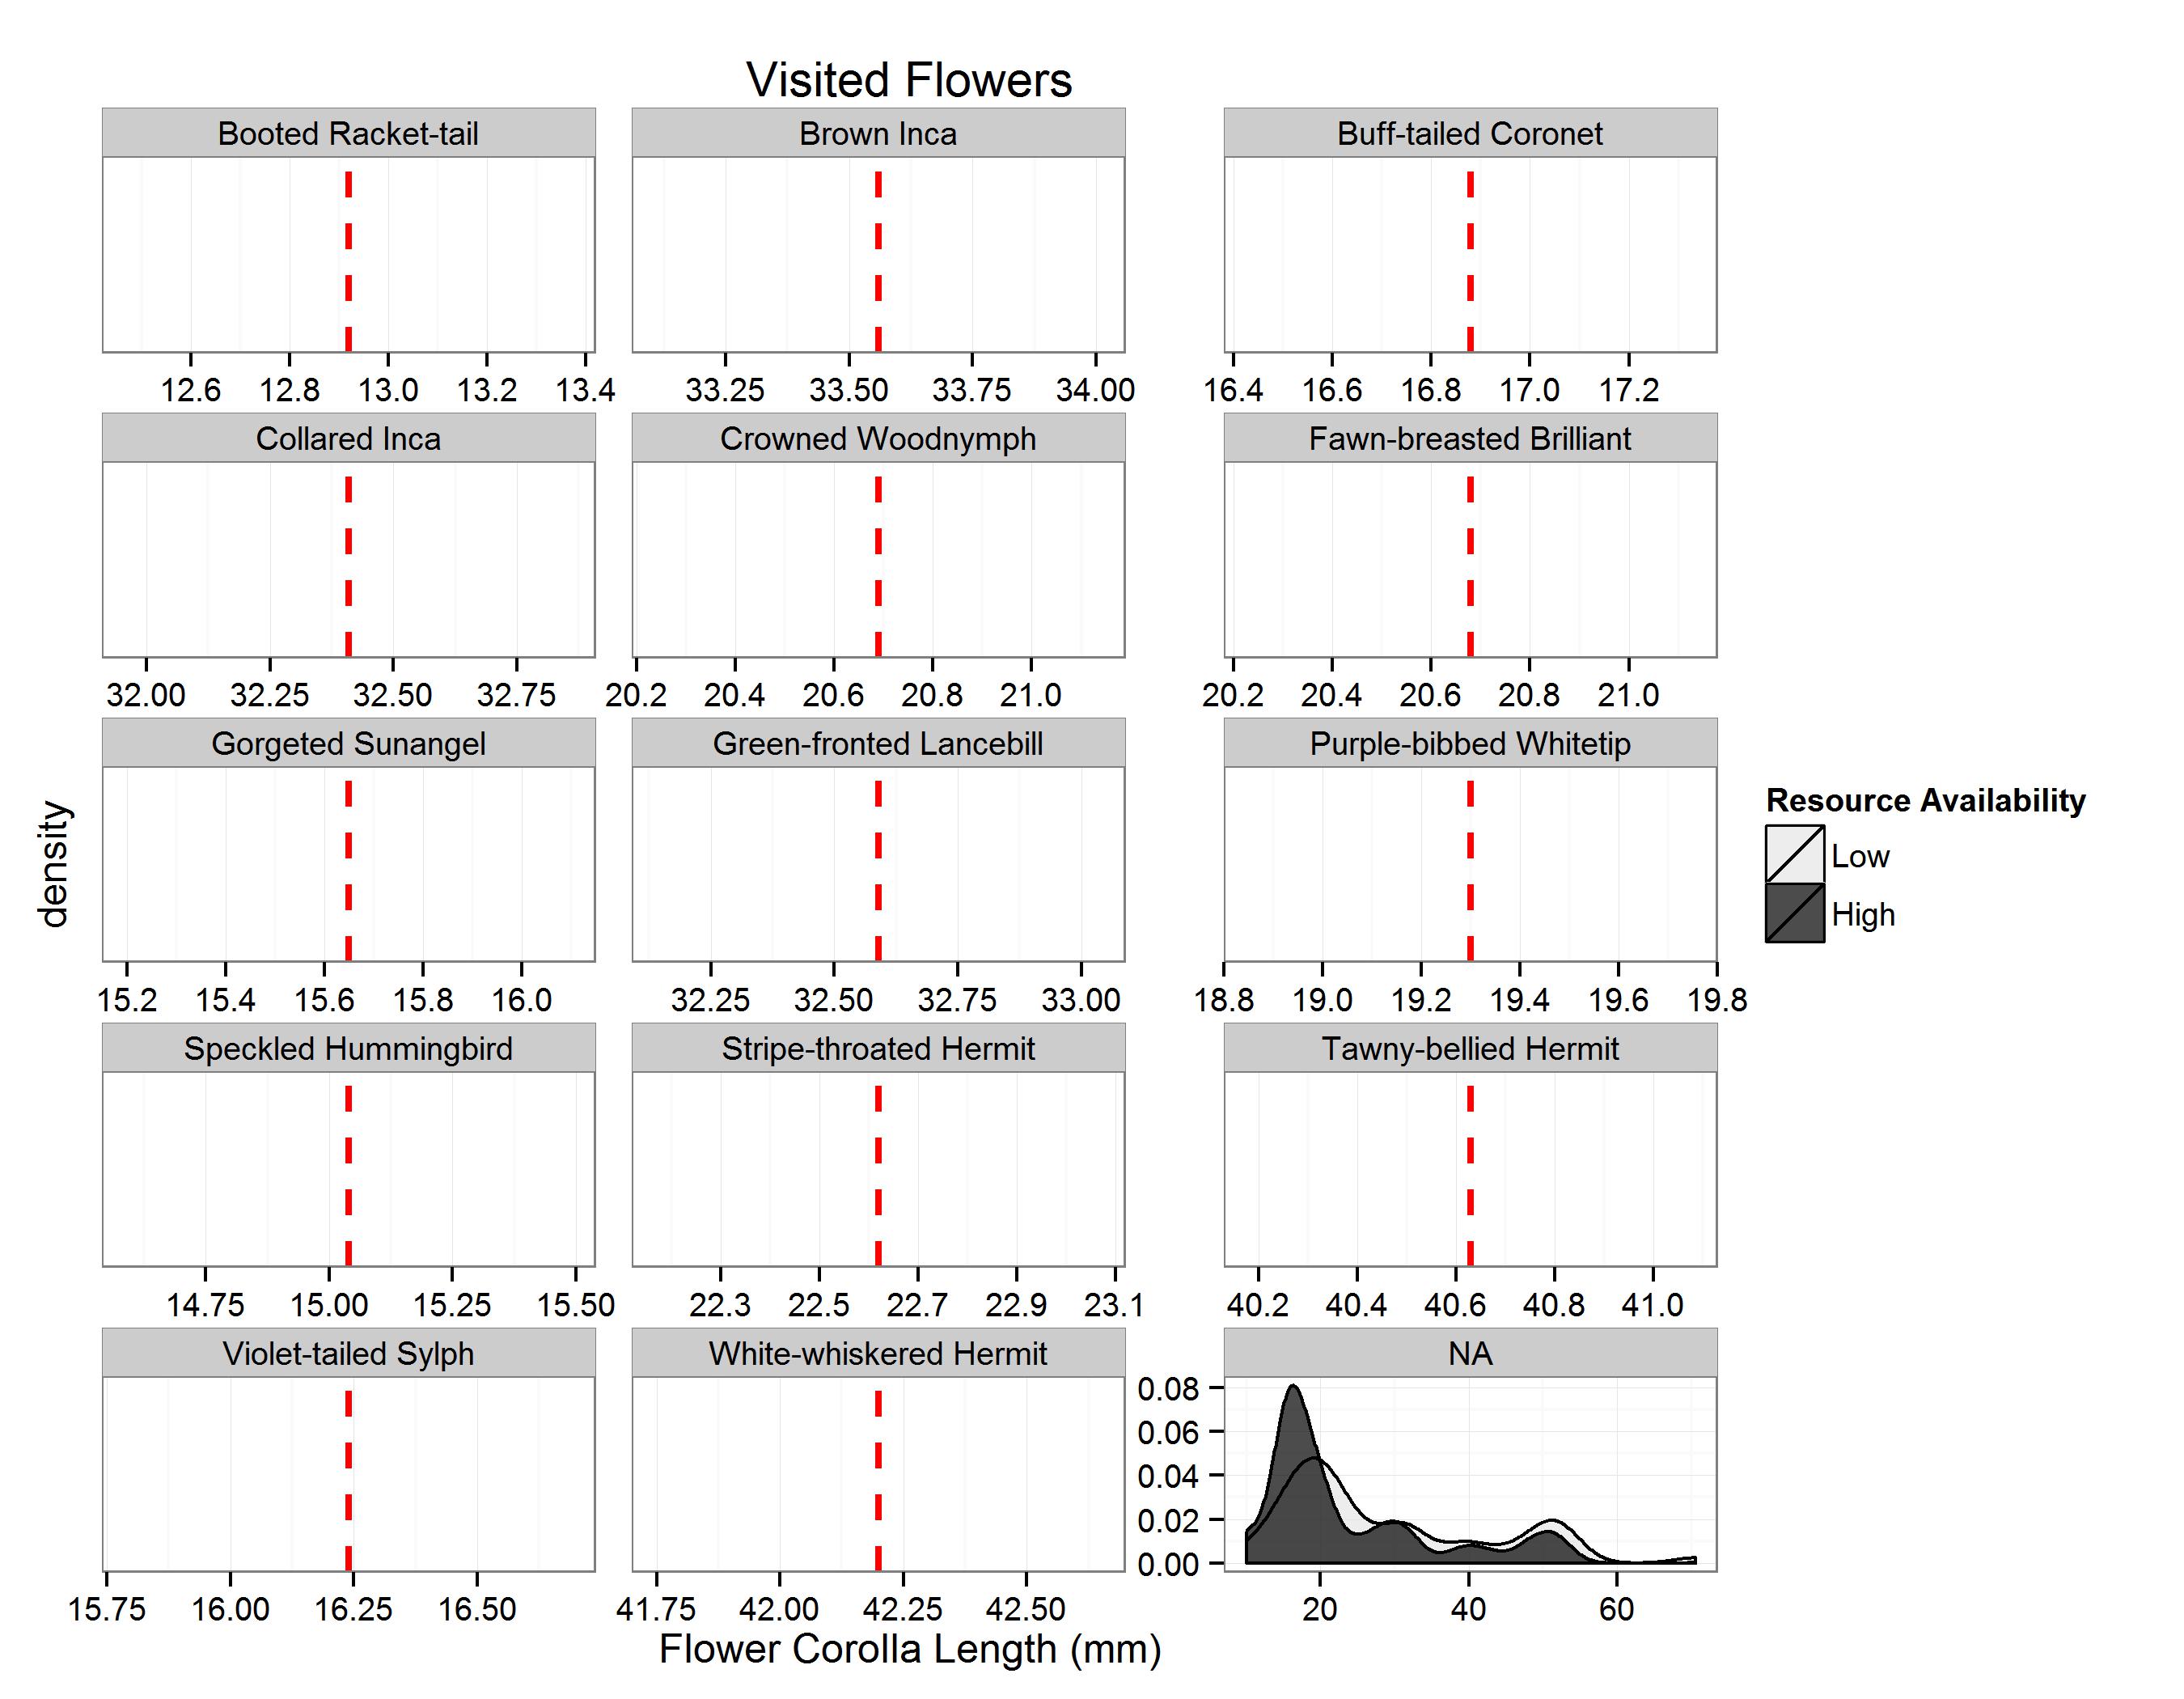 Visited Flowers
Booted Racket-tail Brown Inca Buff-tailed Coronet
12.6 12.8 13.0 13.2 13.4 33.25 33.50 33.75 34.00 16.4 16.6 16.8 17.0 17.2
Collared Inca Crowned Woodnymph Fawn-breasted Brilliant
32.00 32.25 32.50 32.75 20.2 20.4 20.6 20.8 21.0 20.2 20.4 20.6 20.8 21.0
Gorgeted Sunangel Green-fronted Lancebill Purple-bibbed Whitetip
15.2 15.4 15.6 15.8 16.0 32.25 32.50 32.75 33.00 18.8 19.0 19.2 19.4 19.6 19.8
Speckled Hummingbird Stripe-throated Hermit Tawny-bellied Hermit
14.75 15.00 15.25 15.50 22.3 22.5 22.7 22.9 23.1 40.2 40.4 40.6 40.8 41.0
Violet-tailed Sylph White-whiskered Hermit NA
0.08
0.06
0.04
0.02
0.00
15.75 16.00 16.25 16.50 41.75 42.00 42.25 42.50 20 40 60
Flower Corolla Length (mm)
density
Resource Availability
Low
High